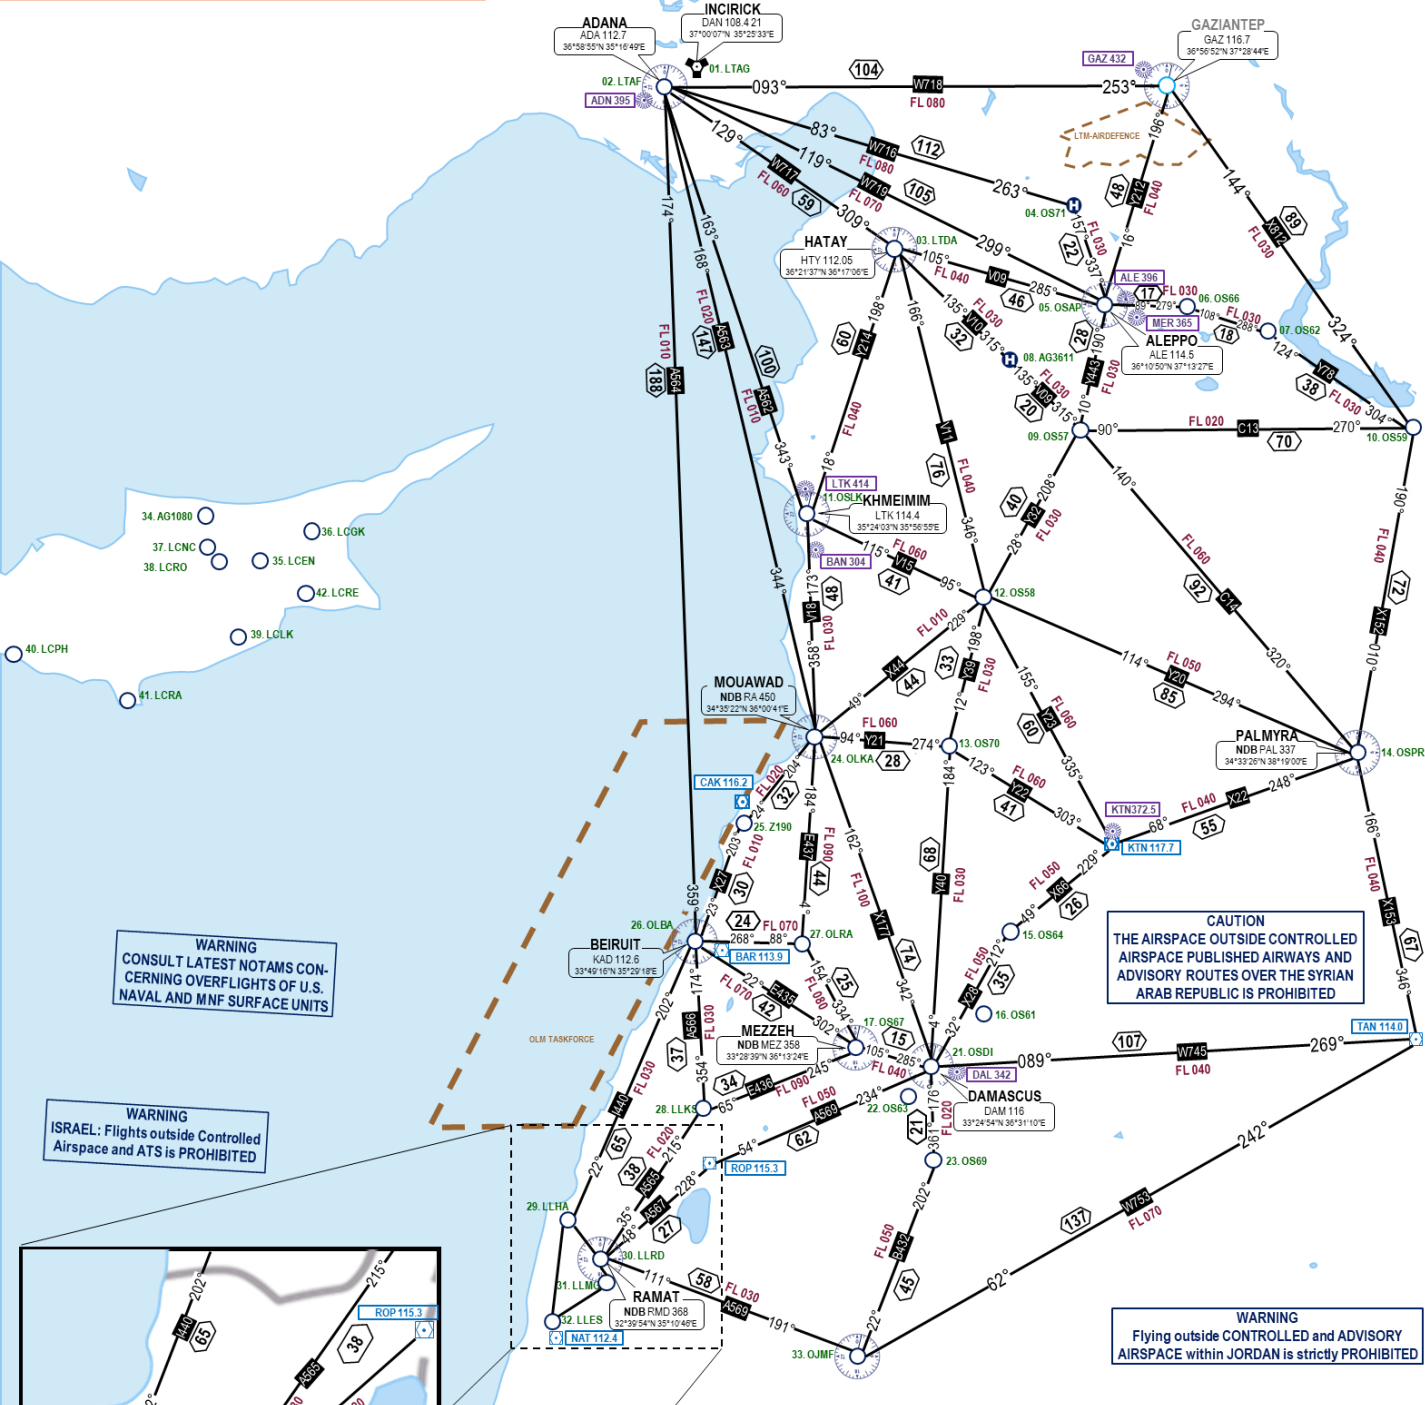 INCIRICK
DAN 108.4 21
37°00'07"N 35°25'33"E
ADANA
ADA 112.7
36°58'55"N 35°16'49"E
01. LTAG
02. LTAF
ADN 395
GAZIANTEP
GAZ 116.7
36°56'52"N 37°28'44"E
GAZ 432
093°
104
W718
FL 080
253°
LTM-AIRDEFENCE
129°
W717
FL 060
59
309°
83°
W716
FL 080
112
263°
119°
W719
FL 070
105
299°
04. OS71
157°
22
FL 030
337°
196°
48
Y212
FL 040
16°
144°
X812
89
FL 030
324°
174°
FL 010
188
A564
359°
168°
FL 020
A563
147
344°
163°
100
A562
FL 010
343°
HATAY
HTY 112.05
36°21'37"N 36°17'06"E
03. LTDA
105°
FL 040
V09
46
285°
135°
V10
FL 030
32
315°
166°
V11
76
FL 040
346°
198°
60
Y214
FL 040
18°
ALE 396
05. OSAP
MER 365
ALEPPO
ALE 114.5
36°10'50"N 37°13'27"E
17
FL 030
89°
279°
06. OS66
108°
FL 030
18
288°
07. OS62
124°
Y78
38
FL 030
304°
10. OS59
08. AG3611
135°
FL 030
V09
20
315°
28
190°
Y443
FL 030
10°
09. OS57
90°
FL 020
C13
70
270°
140°
FL 060
92
C14
320°
190°
FL 040
72
X152
010°
LTK 414
11. OSLK
KHMEIMIM
LTK 114.4
35°24'03"N 35°56'55"E
BAN 304
115°
FL 060
V15
41
95°
173°
48
V18
FL 030
358°
208°
40
Y32
FL 030
28°
12. OS58
229°
FL 010
X44
44
49°
198°
33
Y39
FL 030
12°
155°
60
Y23
FL 060
335°
114°
FL 050
Y20
85
294°
34. AG1080
36. LCGK
37. LCNC
38. LCRO
35. LCEN
42. LCRE
39. LCLK
40. LCPH
41. LCRA
MOUAWAD
NDB RA 450
34°35'22"N 36°00'41"E
24. OLKA
94°
FL 060
Y21
28
274°
13. OS70
123°
FL 060
Y22
41
303°
PALMYRA
NDB PAL 337
34°33'26"N 38°19'00"E
14. OSPR
KTN372.5
KTN 117.7
68°
FL 040
X22
55
248°
166°
FL 040
X153
67
346°
CAK 116.2
204°
FL 020
32
24°
25. Z190
203°
FL 010
X27
30
23°
184°
E437
FL 090
44
4°
162°
FL 100
X177
74
342°
184°
68
Y40
FL 030
4°
229°
FL 050
X66
26
49°
15. OS64
212°
FL 050
X28
35
32°
16. OS61
26. OLBA
BEIRUIT
KAD 112.6
33°49'16"N 35°29'18"E
BAR 113.9
24
FL 070
268°
88°
27. OLRA
154°
25
FL 080
334°
22°
FL 070
E435
42
302°
174°
A566
FL 030
37
354°
202°
FL 030
I440
65
22°
MEZZEH
NDB MEZ 358
33°28'39"N 36°13'24"E
17. OS67
15
105°
285°
FL 040
21. OSDI
DAL 342
DAMASCUS
DAM 116
33°24'54"N 36°31'10"E
22. OS63
089°
107
W745
FL 040
269°
TAN 114.0
28. LLKS
65°
34
E436
FL 090
245°
ROP 115.3
54°
62
A569
FL 050
234°
176°
21
FL 020
361°
23. OS69
202°
FL 050
B432
45
22°
215°
FL 020
38
A565
35°
228°
A567
27
48°
29. LLHA
30. LLRD
31. LLMG
32. LLES
NAT 112.4
RAMAT
NDB RMD 368
32°39'54"N 35°10'46"E
111°
58
FL 030
A569
191°
33. OJMF
62°
137
W753
FL 070
242°
OLM TASKFORCE
WARNING
CONSULT LATEST NOTAMS CON-
CERNING OVERFLIGHTS OF U.S.
NAVAL AND MNF SURFACE UNITS
WARNING
ISRAEL: Flights outside Controlled
Airspace and ATS is PROHIBITED
CAUTION
THE AIRSPACE OUTSIDE CONTROLLED
AIRSPACE PUBLISHED AIRWAYS AND
ADVISORY ROUTES OVER THE SYRIAN
ARAB REPUBLIC IS PROHIBITED
WARNING
Flying outside CONTROLLED and ADVISORY
AIRSPACE within JORDAN is strictly PROHIBITED
202°
I440
65
215°
A565
38
ROP 115.3